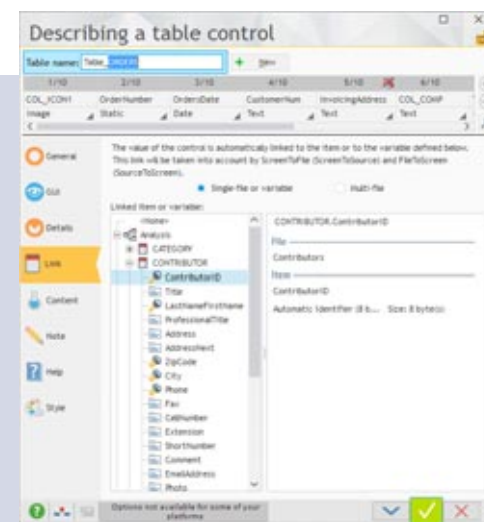 Describing a table control
Table name: Table_ORDERS
New
1/10 2/10 3/10 4/10 5/10 6/10
COL_ICON1 OrderNumber OrdersDate CustomerNum InvoicingAddress COL_COMP
Image Static Date Text Text Text
General
GUI
Details
Link
Content
Note
Help
Style
The value of the control is automatically linked to the item or to the variable defined below.
This link will be taken into account by ScreenToFile (ScreenToSource) and FileToScreen
(SourceToScreen).
Single-file or variable
Multi-file
Linked item or variable:
<None>
Analysis
CATEGORY
CONTRIBUTOR
ContributorID
Title
LastNameFirstName
ProfessionalTitle
Address
AddressNext
ZipCode
City
Phone
Fax
CellNumber
Extension
ShortNumber
Comment
EmailAddress
Photo
CONTRIBUTOR.ContributorID
File
Contributors
Item
ContributorID
Automatic Identifier (8 b... Size: 8 byte(s)
Options not available for some of your
platforms